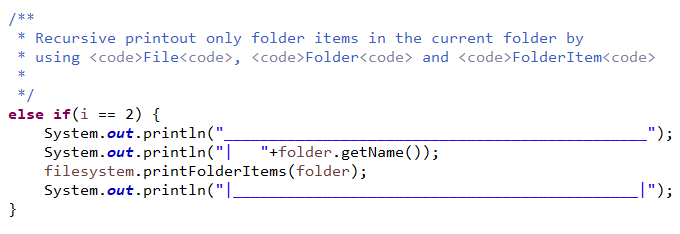 /**
 * Recursive printout only folder items in the current folder by
 * using <code>File<code>, <code>Folder<code> and <code>FolderItem<code>
 *
 */
else if(i == 2) {
    System.out.println("_______________________________________________");
    System.out.println("|   "+folder.getName());
    filesystem.printFolderItems(folder);
    System.out.println("|_____________________________________________|");
}